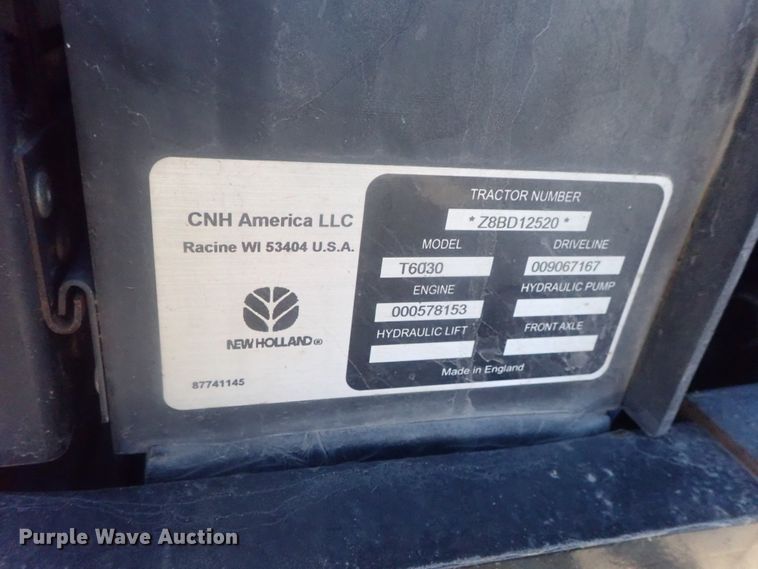 CNH America LLC
Racine WI 53404 U.S.A.
NEW HOLLAND®
87741145
TRACTOR NUMBER
*Z8BD12520*
MODEL DRIVELINE
T6030 009067167
ENGINE HYDRAULIC PUMP
000578153
HYDRAULIC LIFT FRONT AXLE
Made in England
Purple Wave Auction